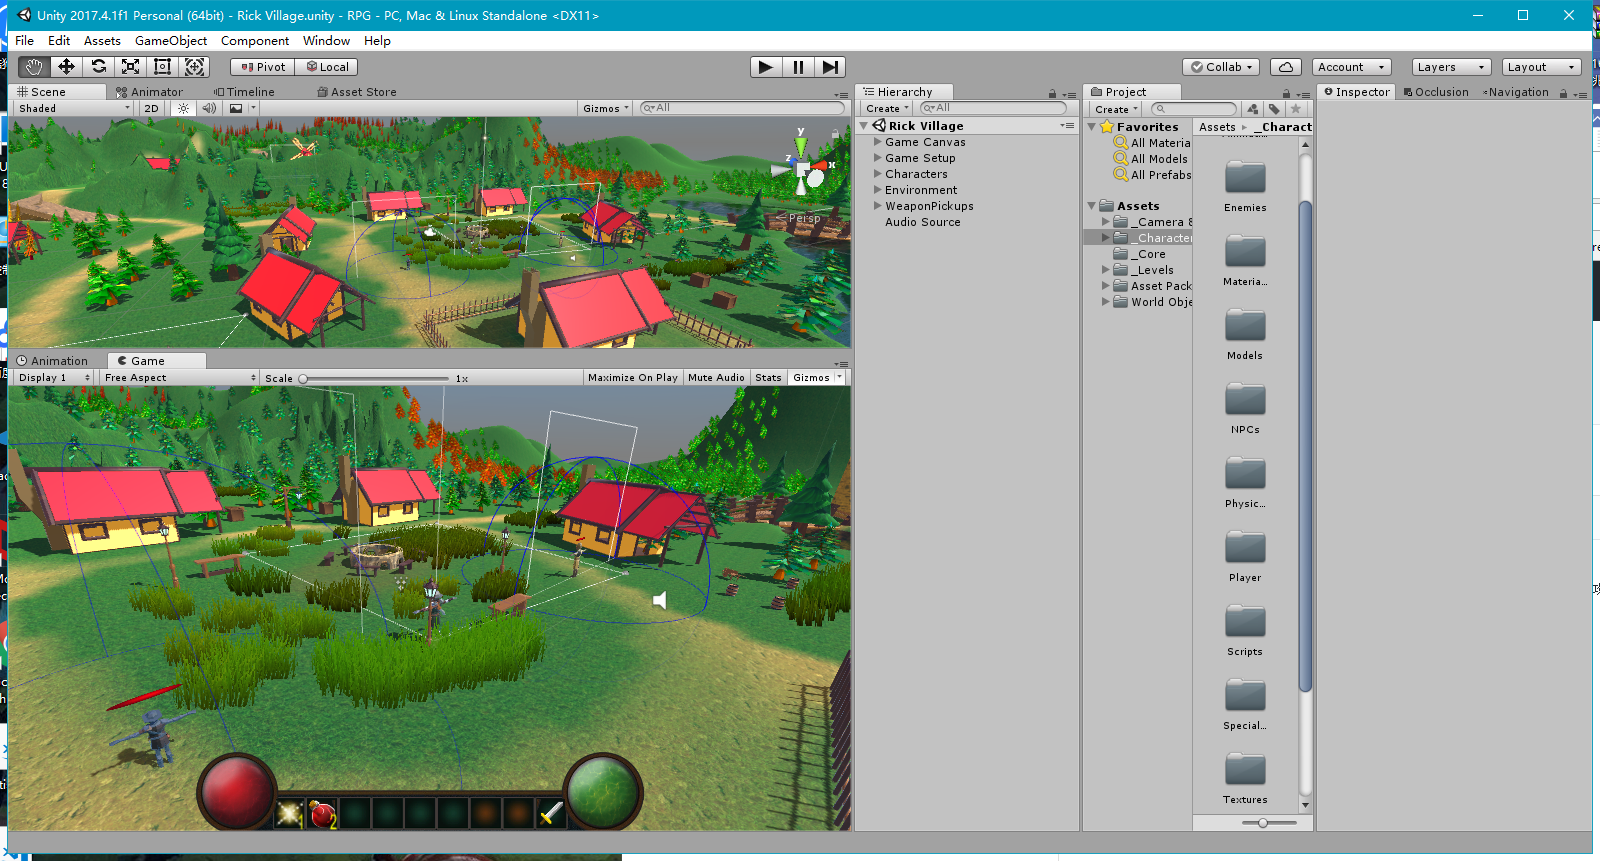 Unity 2017.4.1f1 Personal (64bit) - Rick Village.unity - RPG - PC, Mac & Linux Standalone <DX11>
File Edit Assets GameObject Component Window Help
Pivot Local Collab Account Layers Layout
Scene Animator Timeline Asset Store
Shaded 2D Gizmos All
y
z
x
Persp
Animation Game
Display 1 Free Aspect Scale 1x Maximize On Play Mute Audio Stats Gizmos
2
Hierarchy
Create All
Rick Village
Game Canvas
Game Setup
Characters
Environment
WeaponPickups
Audio Source
Project
Create
Favorites
All Materia
All Models
All Prefabs
Assets
_Camera &
_Character
_Core
_Levels
Asset Pack
World Obje
Assets _Charact
Enemies
Materia...
Models
NPCs
Physic...
Player
Scripts
Special...
Textures
Inspector Occlusion Navigation